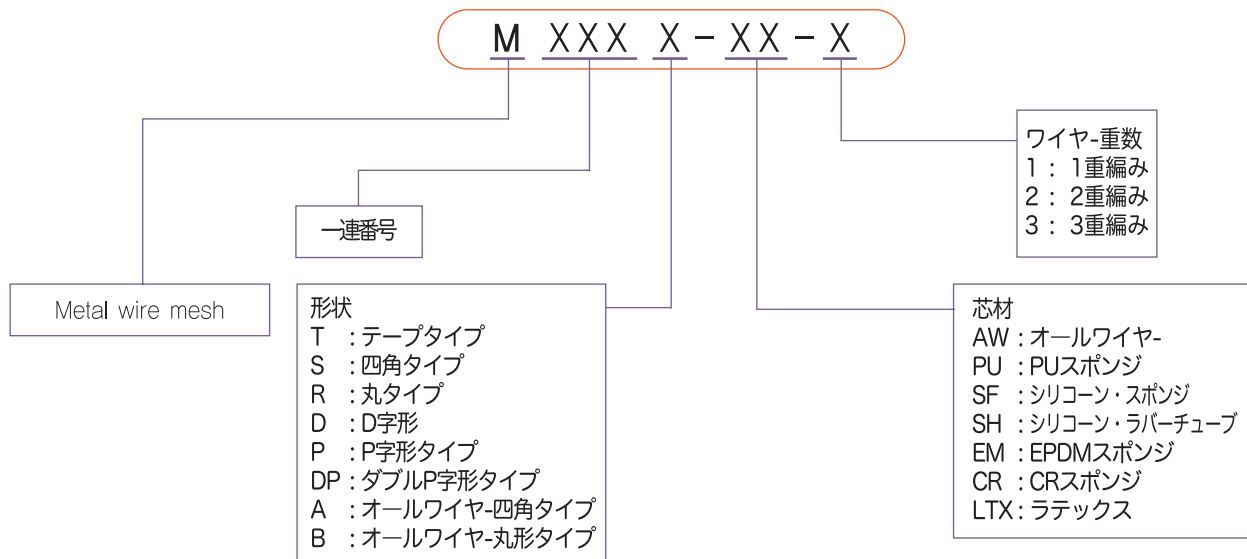 M XXX X - XX - X
ワイヤ-重数
1 : 1重編み
2 : 2重編み
3 : 3重編み
一連番号
Metal wire mesh
形状
T : テープタイプ
S : 四角タイプ
R : 丸タイプ
D : D字形
P : P字形タイプ
DP : ダブルP字形タイプ
A : オールワイヤ-四角タイプ
B : オールワイヤ-丸形タイプ
芯材
AW : オールワイヤ-
PU : PUスポンジ
SF : シリコーン・スポンジ
SH : シリコーン・ラバーチューブ
EM : EPDMスポンジ
CR : CRスポンジ
LTX : ラテックス